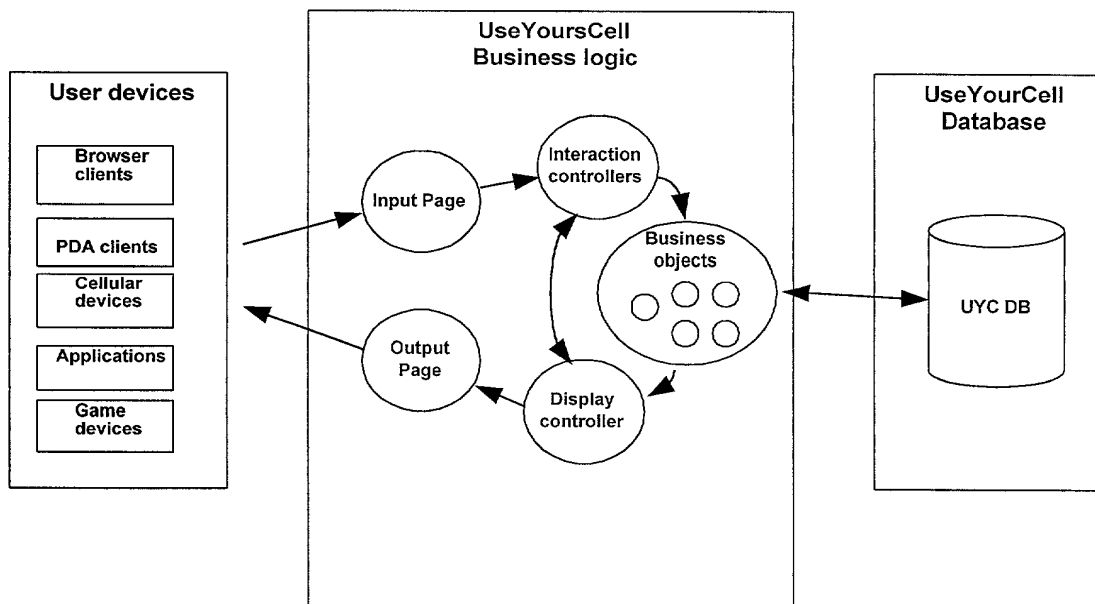 User devices
Browser
clients
PDA clients
Cellular
devices
Applications
Game
devices
UseYoursCell
Business logic
Input Page
Interaction
controllers
Business
objects
Output
Page
Display
controller
UseYourCell
Database
UYC DB